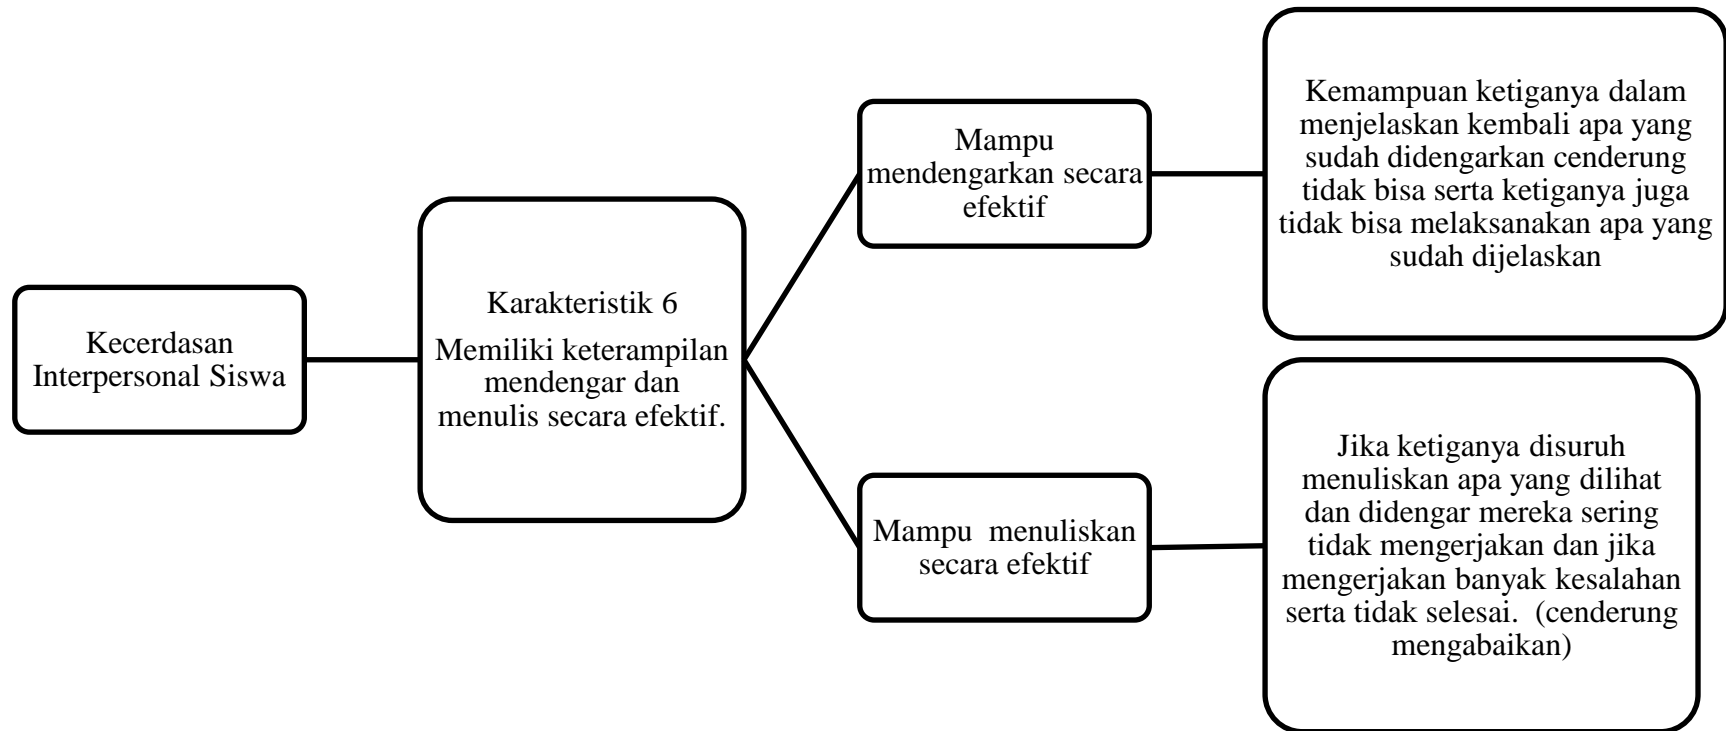 Kecerdasan
Interpersonal Siswa
Karakteristik 6
Memiliki keterampilan
mendengar dan
menulis secara efektif.
Mampu
mendengarkan secara
efektif
Kemampuan ketiganya dalam
menjelaskan kembali apa yang
sudah didengarkan cenderung
tidak bisa serta ketiganya juga
tidak bisa melaksanakan apa yang
sudah dijelaskan
Mampu  menuliskan
secara efektif
Jika ketiganya disuruh
menuliskan apa yang dilihat
dan didengar mereka sering
tidak mengerjakan dan jika
mengerjakan banyak kesalahan
serta tidak selesai.  (cenderung
mengabaikan)